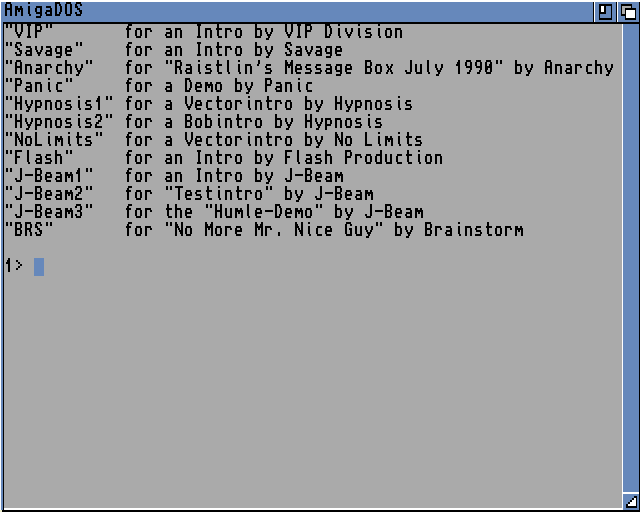 AmigaDOS
"VIP" for an Intro by VIP Division
"Savage" for an Intro by Savage
"Anarchy" for "Raistlin's Message Box July 1990" by Anarchy
"Panic" for a Demo by Panic
"Hypnosis1" for a Vectorintro by Hypnosis
"Hypnosis2" for a Bobintro by Hypnosis
"NoLimits" for a Vectorintro by No Limits
"Flash" for an Intro by Flash Production
"J-Beam1" for an Intro by J-Beam
"J-Beam2" for "Testintro" by J-Beam
"J-Beam3" for the "Humle-Demo" by J-Beam
"BRS" for "No More Mr. Nice Guy" by Brainstorm
1>